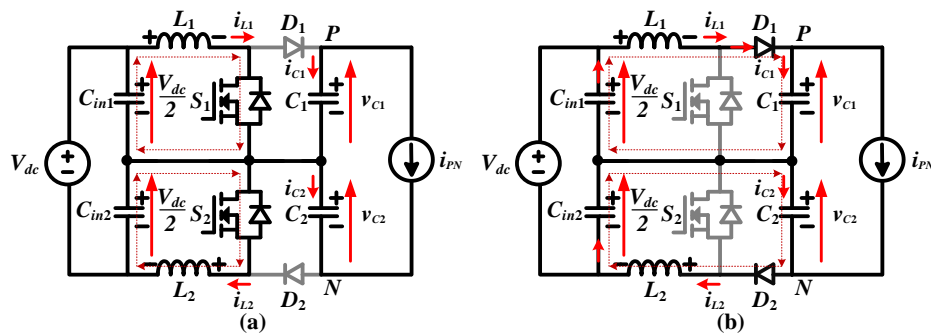 L1 iL1 D1 P
+ − iC1
Cin1 + − Vdc/2 S1 C1 + − vC1
Vdc + − iPN
iC2
Cin2 + − Vdc/2 S2 C2 + − vC2
− +
L2 iL2 D2 N
(a)
L1 iL1 D1 P
+ − iC1
Cin1 + − Vdc/2 S1 C1 + − vC1
Vdc + − iPN
iC2
Cin2 + − Vdc/2 S2 C2 + − vC2
− +
L2 iL2 D2 N
(b)